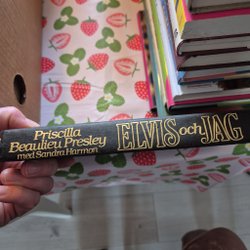 Priscilla
Beaulieu Presley
med Sandra Harmon
ELVIS och JAG